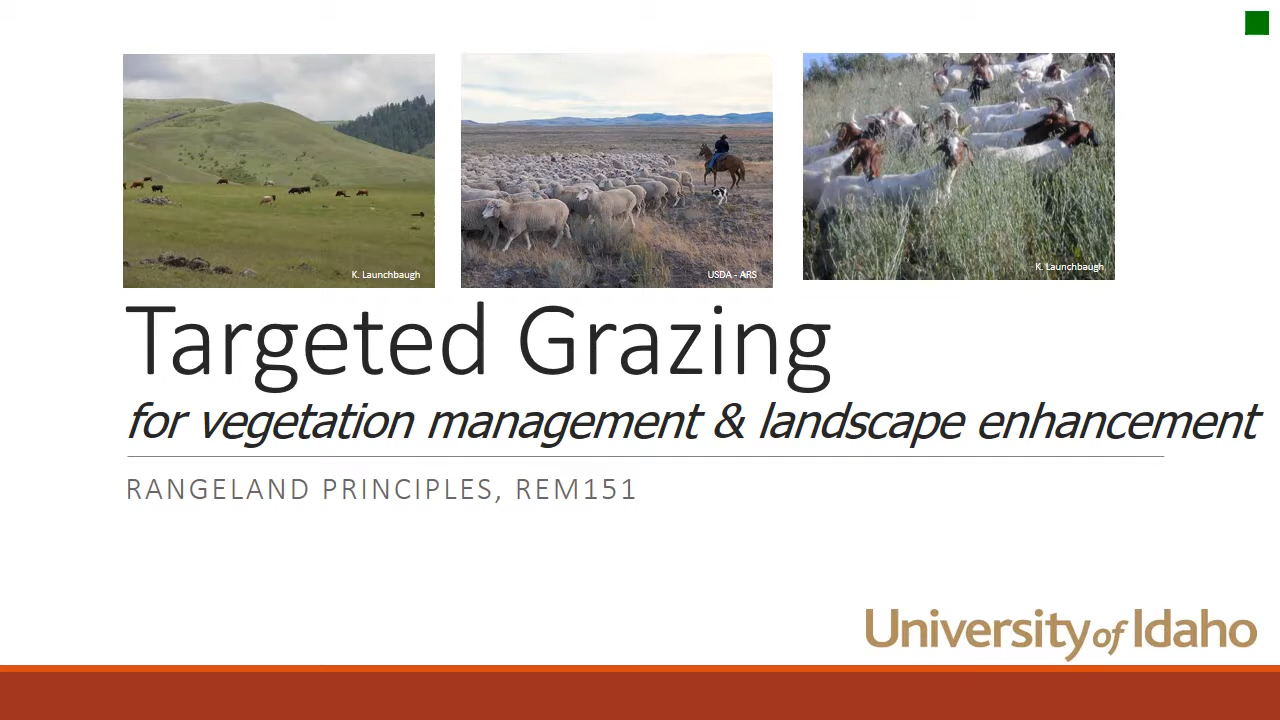 K. Launchbaugh
USDA - ARS
K. Launchbaugh
Targeted Grazing
for vegetation management & landscape enhancement
RANGELAND PRINCIPLES, REM151
University of Idaho